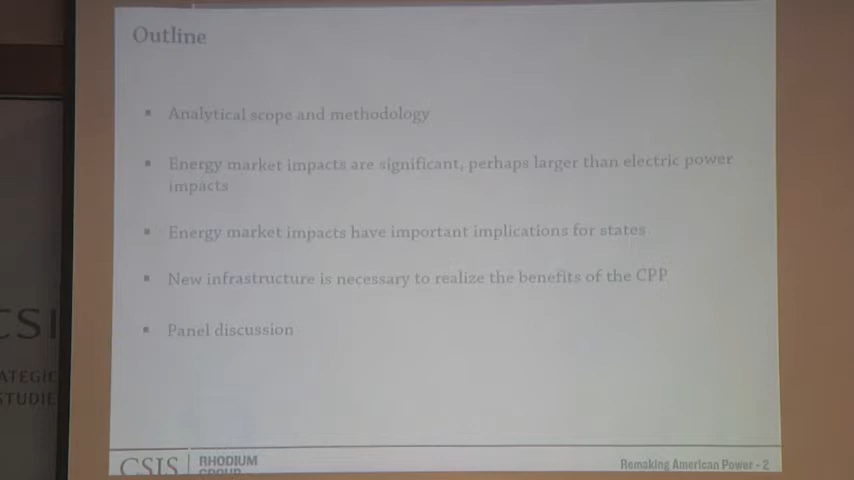 Outline
▪ Analytical scope and methodology
▪ Energy market impacts are significant, perhaps larger than electric power
impacts
▪ Energy market impacts have important implications for states
▪ New infrastructure is necessary to realize the benefits of the CPP
▪ Panel discussion
CSI
ATEGIC
STUDIE
CSIS
RHODIUM
GROUP
Remaking American Power - 2